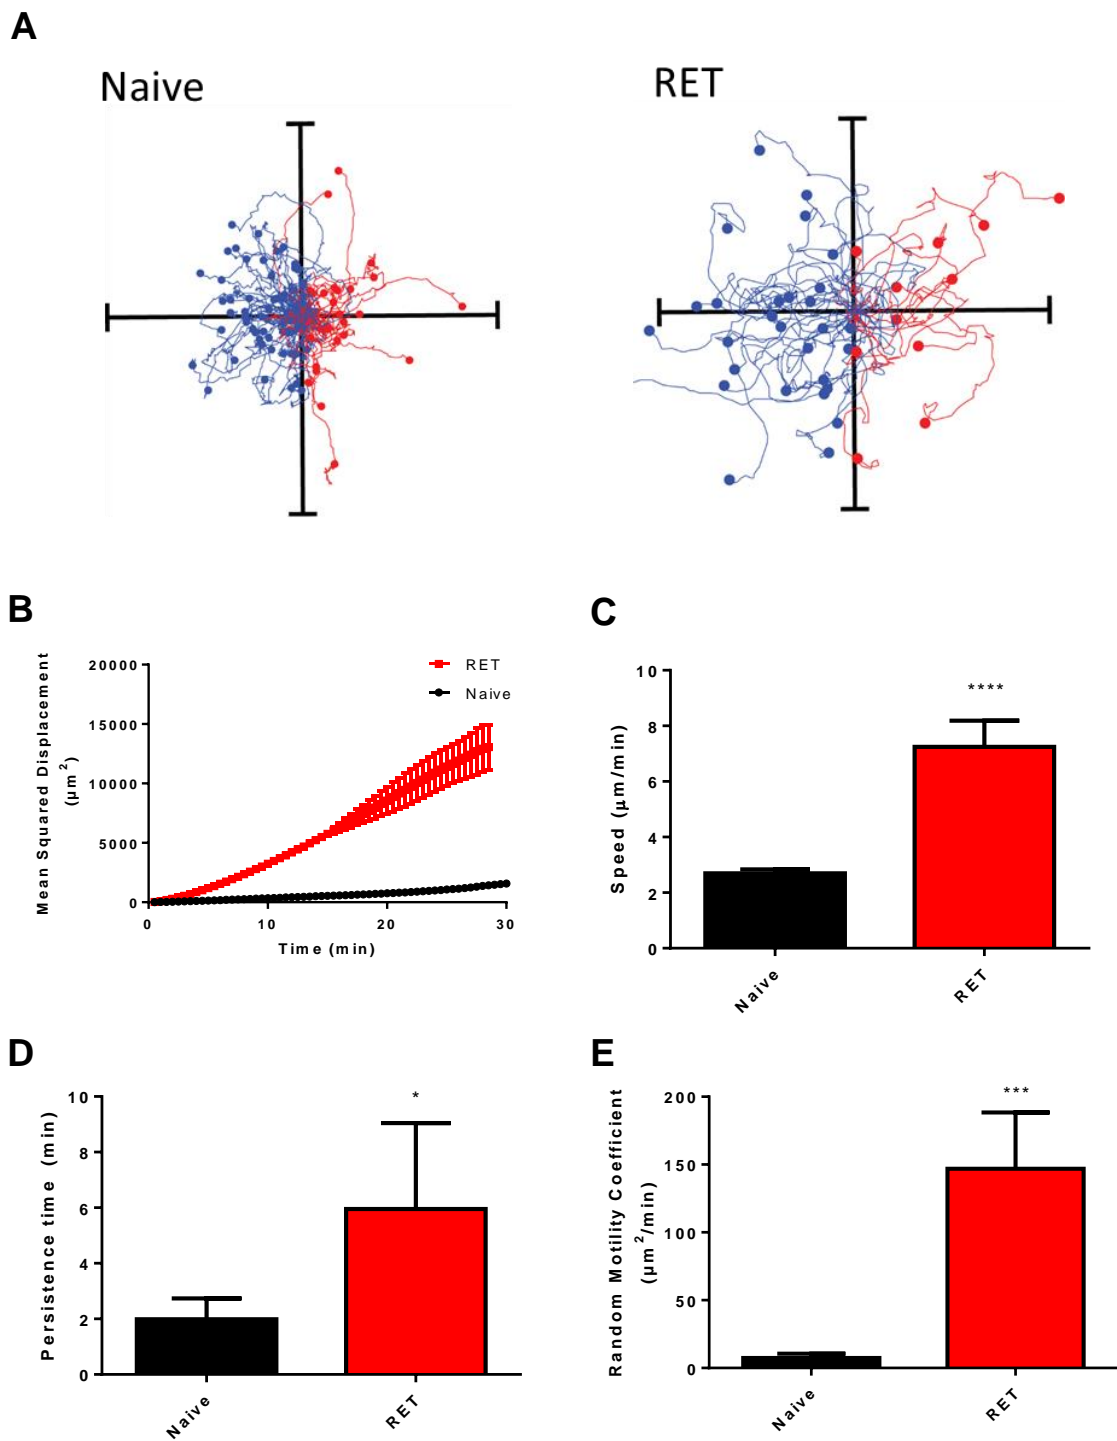 A
Naive
RET
B
Mean Squared Displacement
(µm²)
20000
15000
10000
5000
0
0
10
20
30
Time (min)
RET
Naive
C
Speed (µm/min)
10
8
6
4
2
0
****
Naive
RET
D
Persistence time (min)
10
8
6
4
2
0
*
Naive
RET
E
Random Motility Coefficient
(µm²/min)
200
150
100
50
0
***
Naive
RET